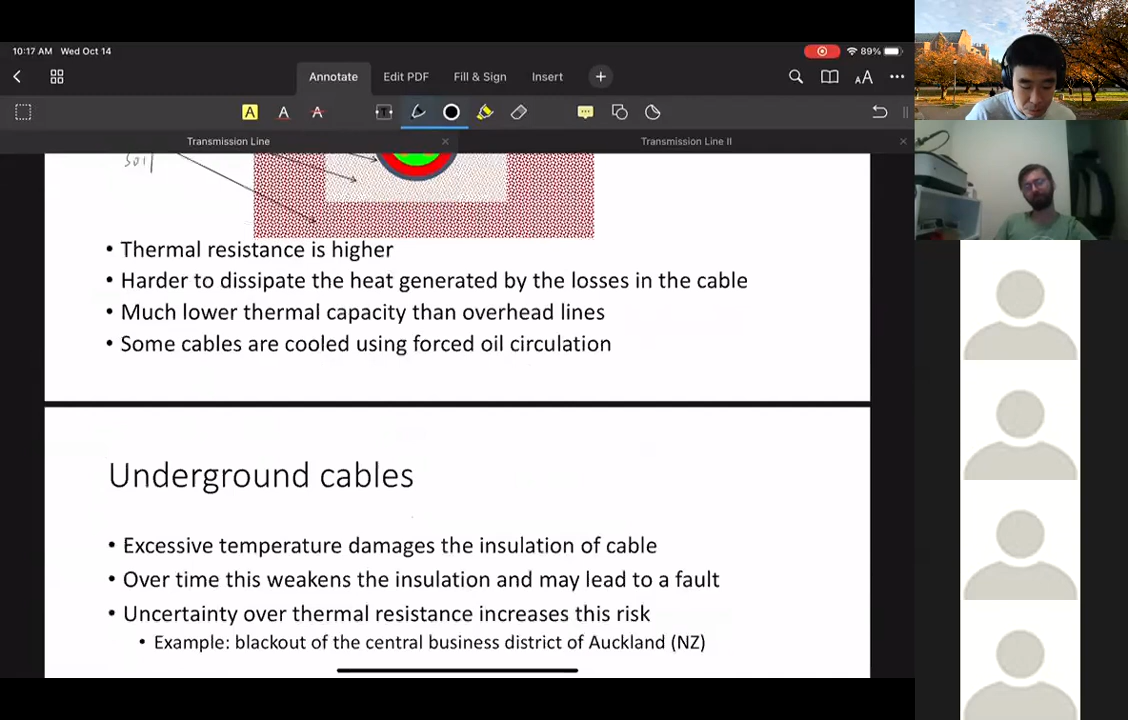 10:17 AM Wed Oct 14
89%
Annotate Edit PDF Fill & Sign Insert
A A A T AA
Transmission Line
Transmission Line II
soil
• Thermal resistance is higher
• Harder to dissipate the heat generated by the losses in the cable
• Much lower thermal capacity than overhead lines
• Some cables are cooled using forced oil circulation
Underground cables
• Excessive temperature damages the insulation of cable
• Over time this weakens the insulation and may lead to a fault
• Uncertainty over thermal resistance increases this risk
• Example: blackout of the central business district of Auckland (NZ)